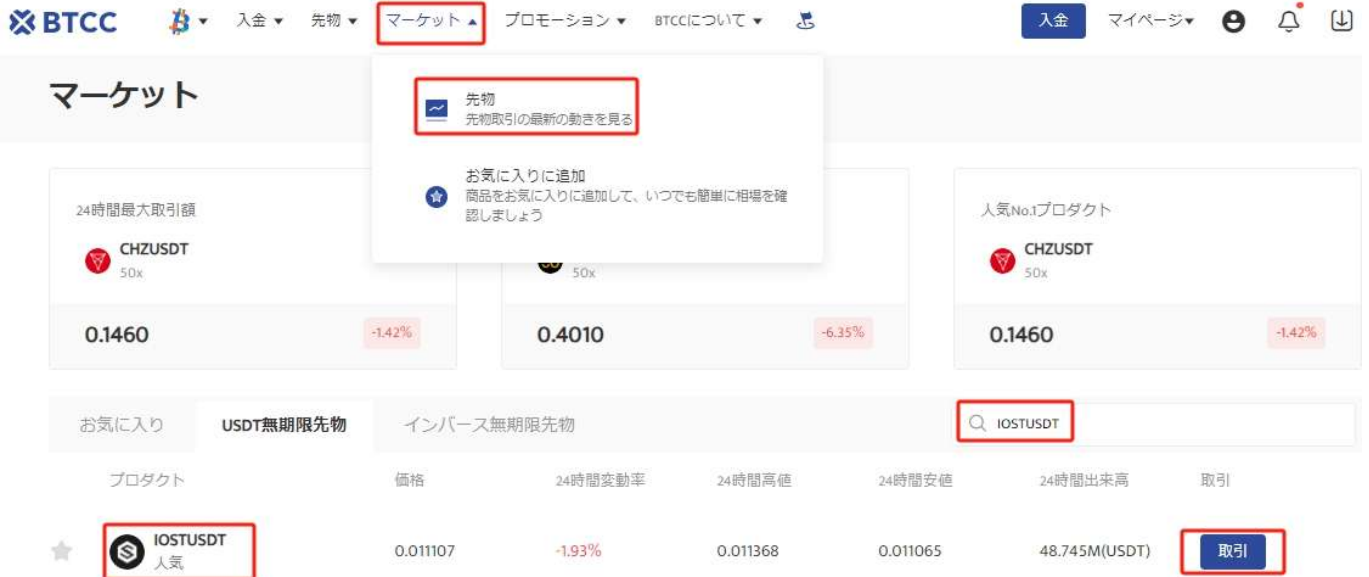 BTCC
入金
先物
マーケット
プロモーション
BTCCについて
入金
マイページ
マーケット
先物
先物取引の最新の動きを見る
お気に入りに追加
商品をお気に入りに追加して、いつでも簡単に相場を確
認しましょう
24時間最大取引額
CHZUSDT
50x
0.1460
-1.42%
50x
0.4010
-6.35%
人気No.1プロダクト
CHZUSDT
50x
0.1460
-1.42%
お気に入り
USDT無期限先物
インバース無期限先物
IOSTUSDT
プロダクト
価格
24時間変動率
24時間高値
24時間安値
24時間出来高
取引
IOSTUSDT
人気
0.011107
-1.93%
0.011368
0.011065
48.745M(USDT)
取引